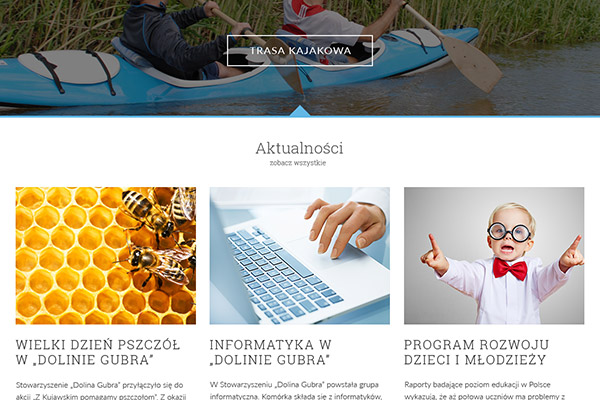 TRASA KAJAKOWA
Aktualności
zobacz wszystkie
WIELKI DZIEŃ PSZCZÓŁ
W „DOLINIE GUBRA”
Stowarzyszenie „Dolina Gubra” przyłączyło się do
akcji „Z Kujawskim pomagamy pszczołom”. Z okazji
INFORMATYKA W
„DOLINIE GUBRA”
W Stowarzyszeniu „Dolina Gubra” powstała grupa
informatyczna. Komórka składa się z informatyków,
PROGRAM ROZWOJU
DZIECI I MŁODZIEŻY
Raporty badające poziom edukacji w Polsce
wykazują, że aż połowa uczniów ma problemy z